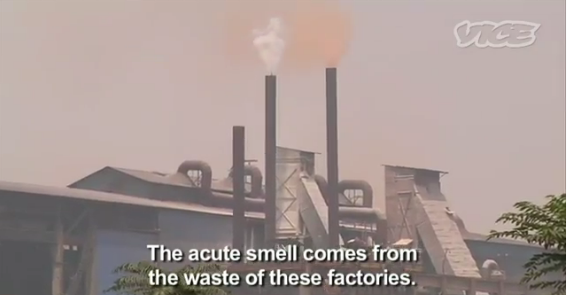 VICE
The acute smell comes from
the waste of these factories.